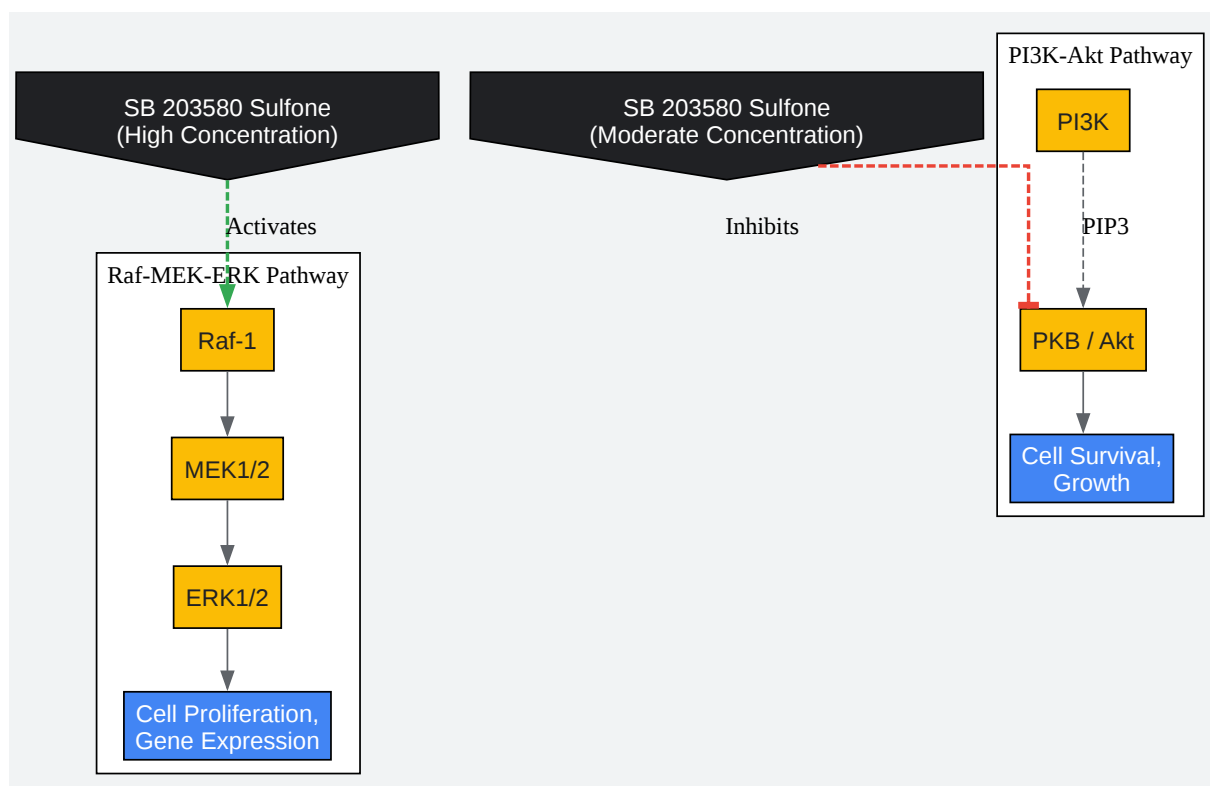 SB 203580 Sulfone
(High Concentration)
Activates
Raf-MEK-ERK Pathway
Raf-1
MEK1/2
ERK1/2
Cell Proliferation,
Gene Expression
SB 203580 Sulfone
(Moderate Concentration)
Inhibits
PI3K-Akt Pathway
PI3K
PIP3
PKB / Akt
Cell Survival,
Growth